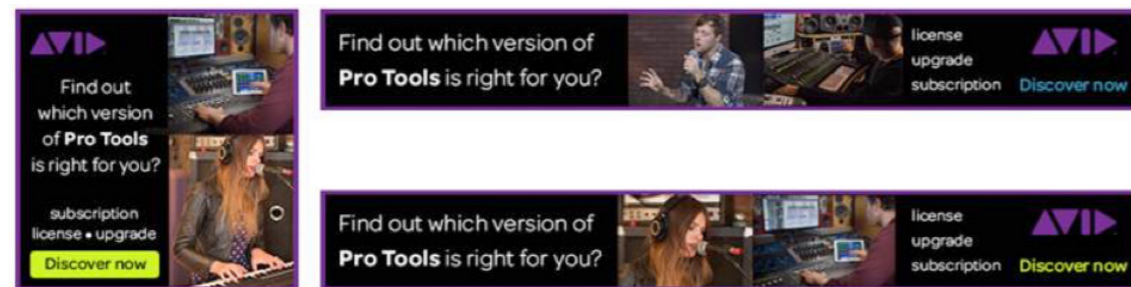 AVID
Find out
which version
of Pro Tools
is right for you?
subscription
license • upgrade
Discover now
Find out which version of
Pro Tools is right for you?
license
upgrade
subscription
AVID
Discover now
Find out which version of
Pro Tools is right for you?
license
upgrade
subscription
AVID
Discover now